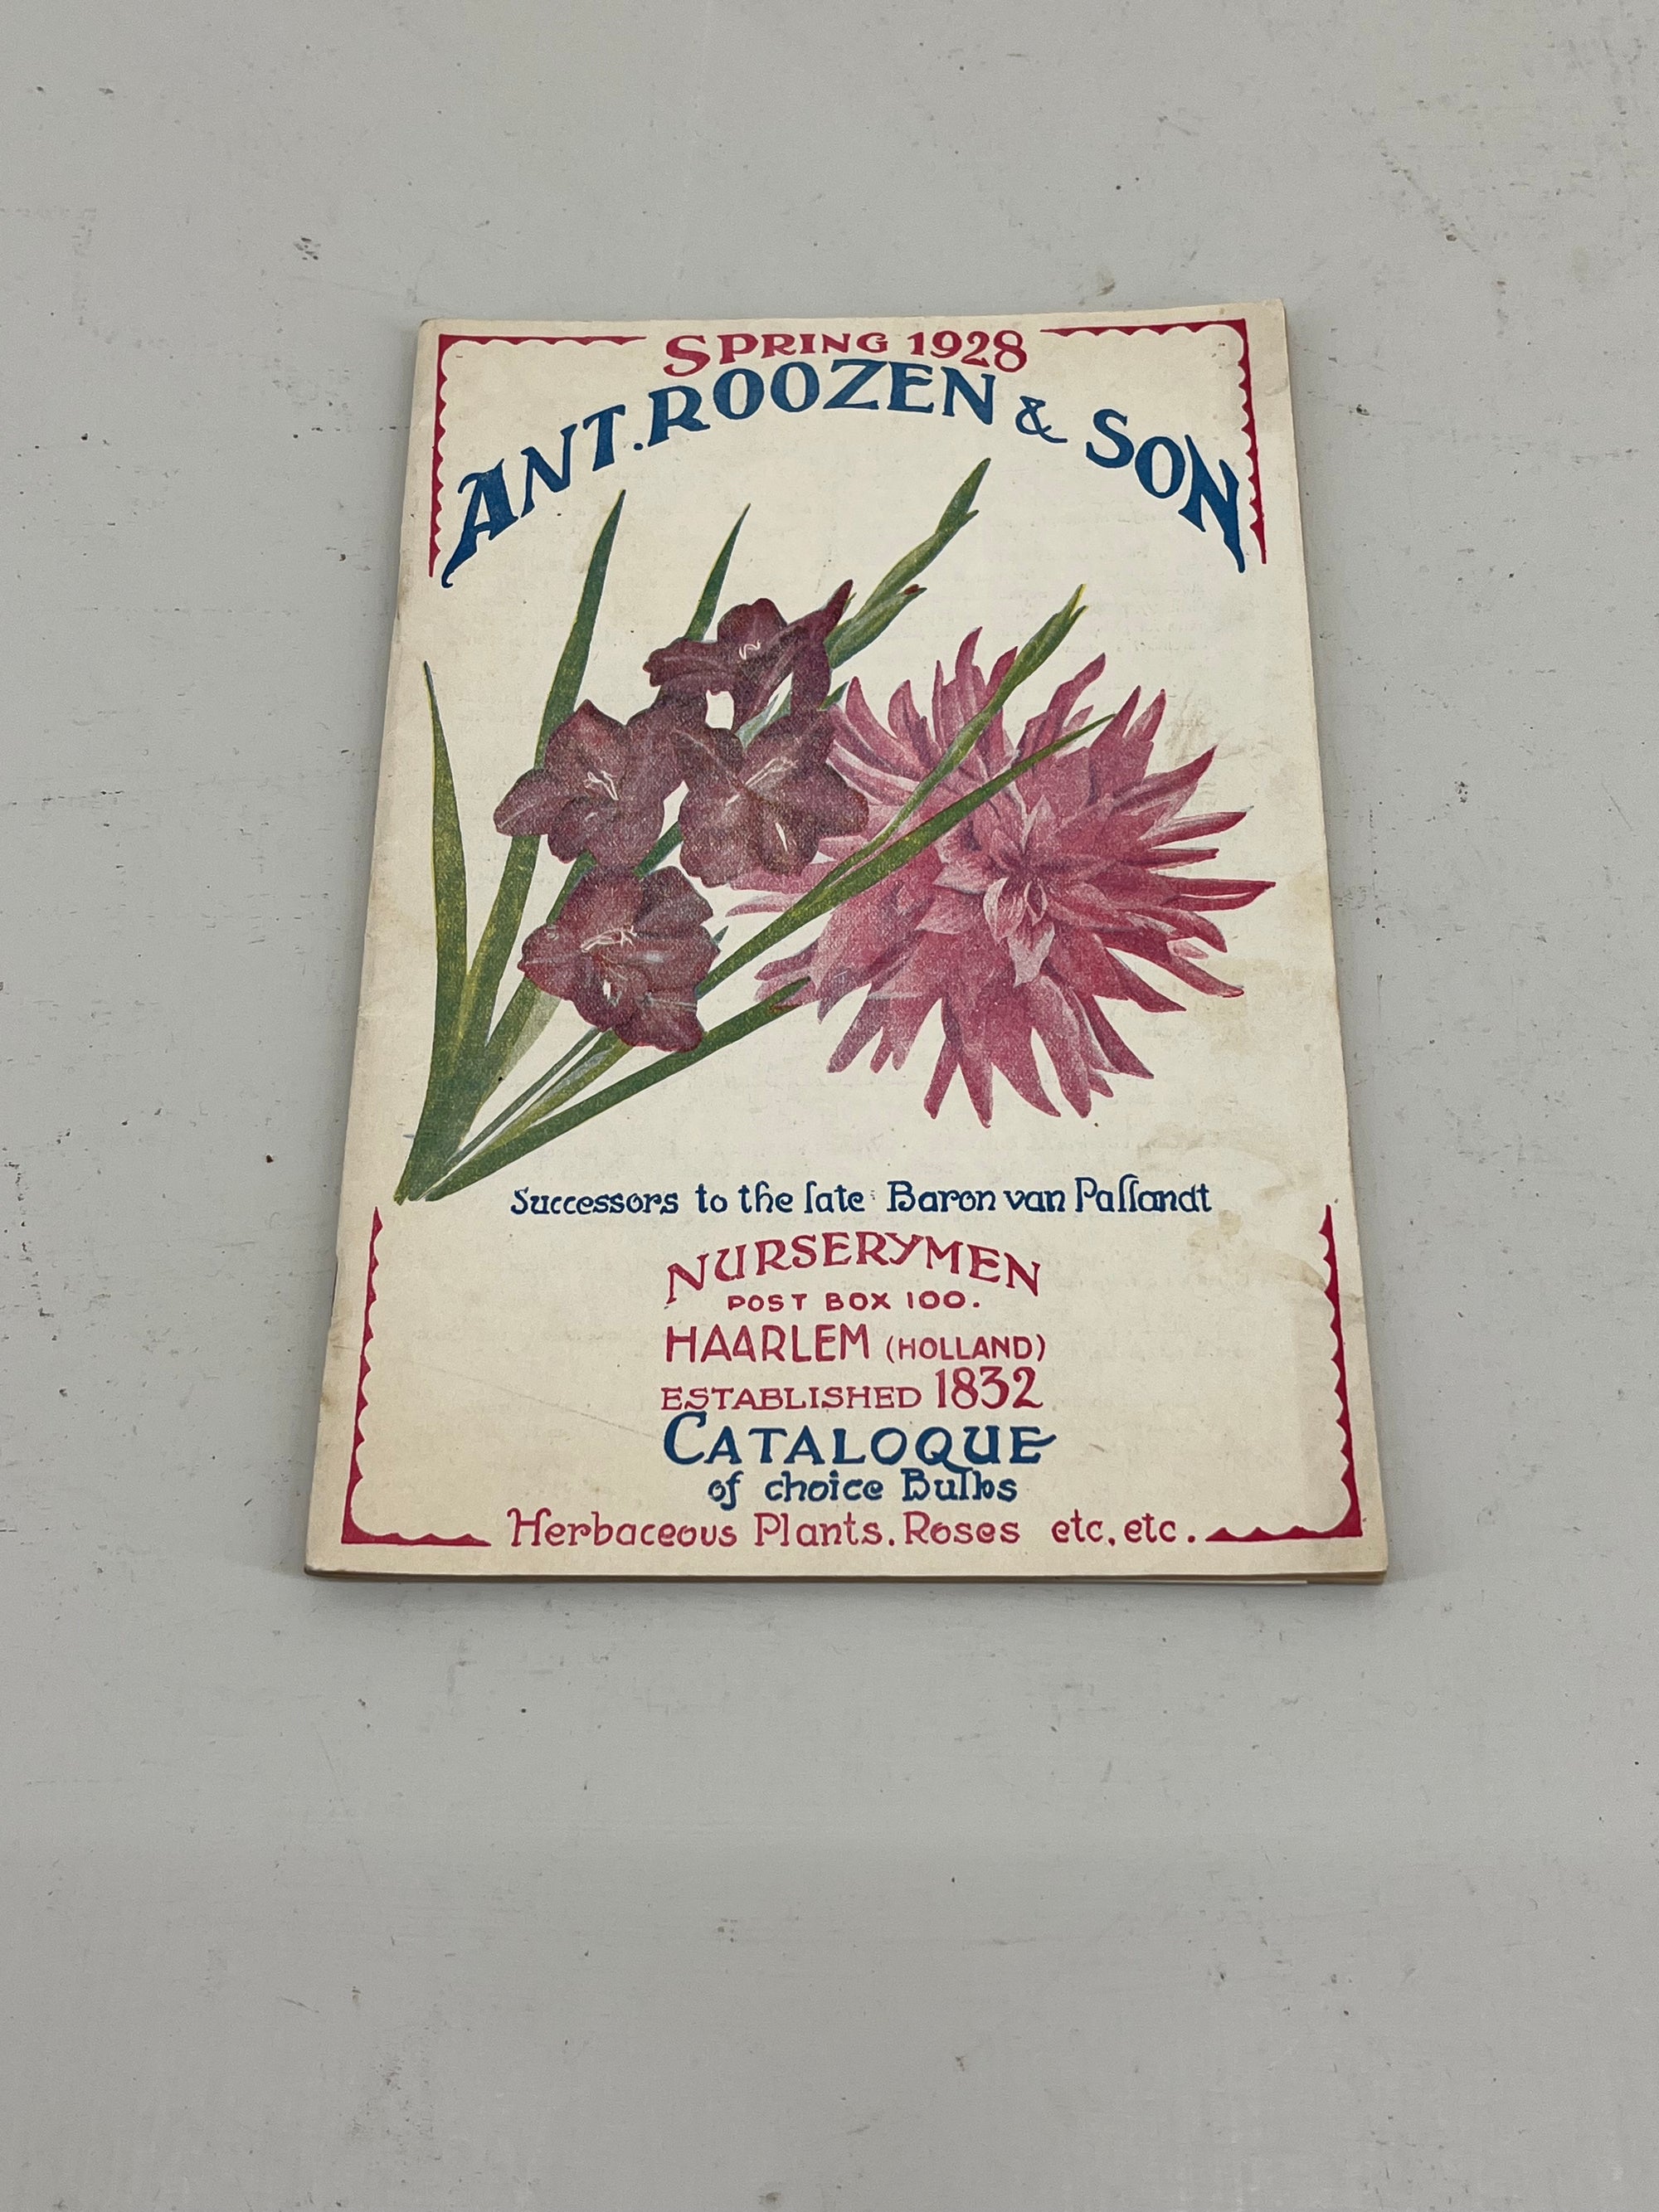 SPRING 1928
ANT. ROOZEN & SON
Successors to the late Baron van Pallandt
NURSERYMEN
POST BOX 100.
HAARLEM (HOLLAND)
ESTABLISHED 1832
CATALOQUE
of choice Bulbs
Herbaceous Plants. Roses etc. etc.